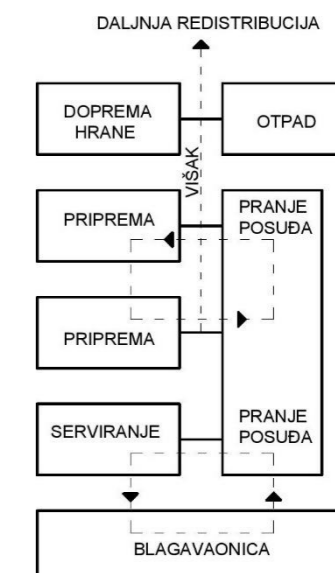 DALJNJA REDISTRIBUCIJA
DOPREMA
HRANE
OTPAD
VIŠAK
PRIPREMA
PRANJE
POSUĐA
PRIPREMA
SERVIRANJE
PRANJE
POSUĐA
BLAGAVAONICA